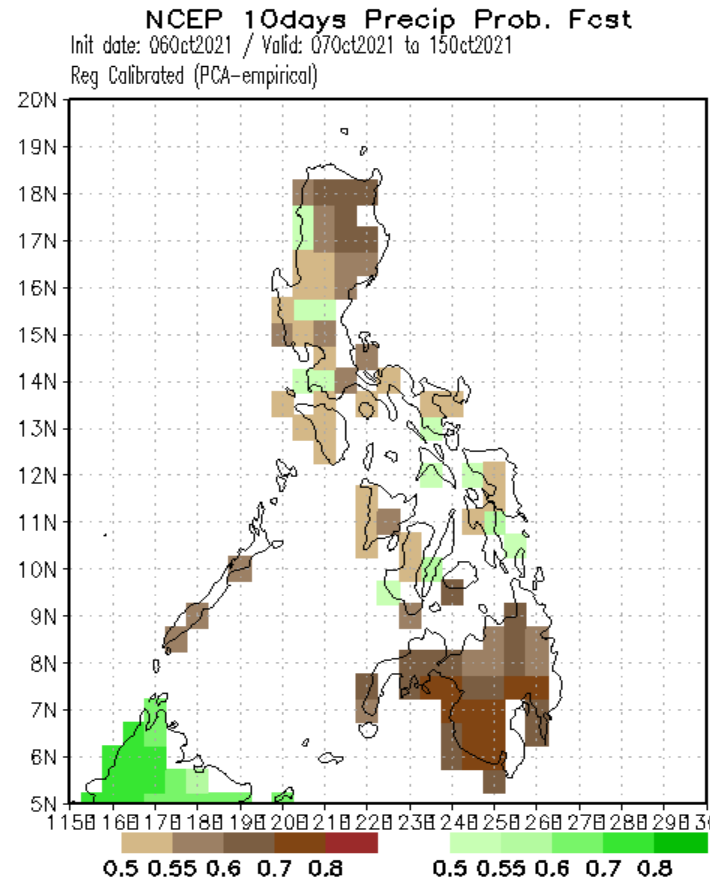 NCEP 10days Precip Prob. Fcst
Init date: 06Oct2021 / Valid: 07Oct2021 to 15Oct2021
Reg Calibrated (PCA-empirical)
20N
19N
18N
17N
16N
15N
14N
13N
12N
11N
10N
9N
8N
7N
6N
5N
115E 116E 117E 118E 119E 120E 121E 122E 123E 124E 125E 126E 127E 128E 129E
0.5 0.55 0.6 0.7 0.8 0.5 0.55 0.6 0.7 0.8